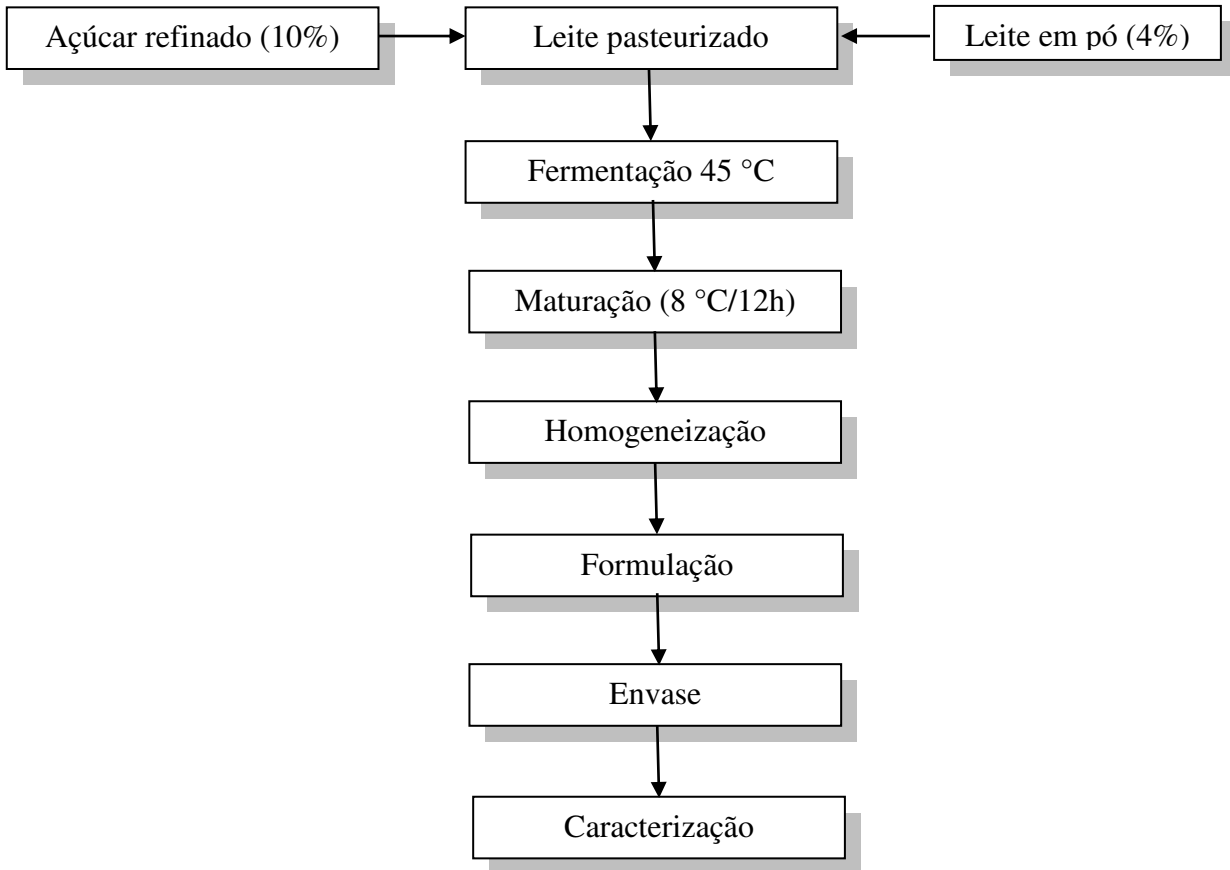 Açúcar refinado (10%)
Leite pasteurizado
Leite em pó (4%)
Fermentação 45 °C
Maturação (8 °C/12h)
Homogeneização
Formulação
Envase
Caracterização